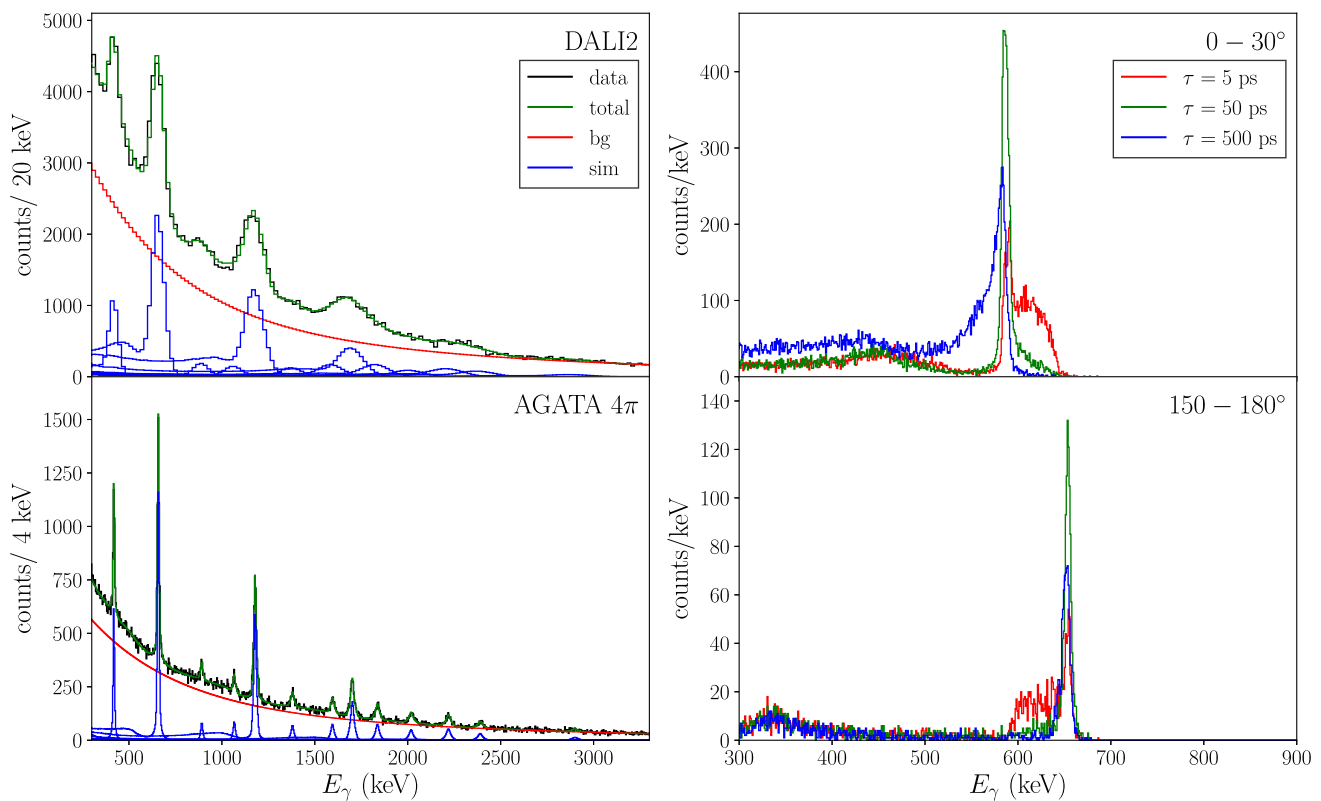 DALI2
data
total
bg
sim
counts/ 20 keV
5000
4000
3000
2000
1000
0
AGATA 4π
counts/ 4 keV
1500
1250
1000
750
500
250
0
500 1000 1500 2000 2500 3000
Eγ (keV)
0 − 30°
τ = 5 ps
τ = 50 ps
τ = 500 ps
counts/keV
400
300
200
100
0
150 − 180°
counts/keV
140
120
100
80
60
40
20
0
300 400 500 600 700 800 900
Eγ (keV)